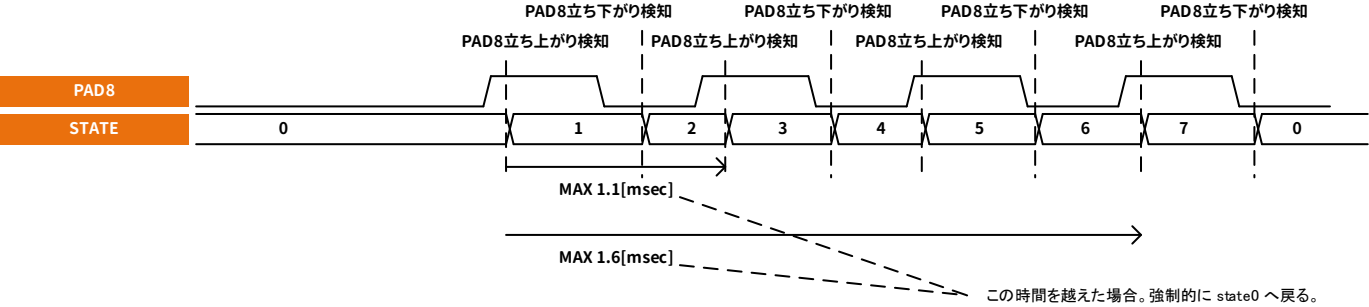 PAD8立ち下がり検知 PAD8立ち下がり検知 PAD8立ち下がり検知 PAD8立ち下がり検知
PAD8立ち上がり検知 PAD8立ち上がり検知 PAD8立ち上がり検知 PAD8立ち上がり検知
PAD8
STATE 0 1 2 3 4 5 6 7 0
MAX 1.1[msec]
MAX 1.6[msec]
この時間を越えた場合。強制的に state0 へ戻る。